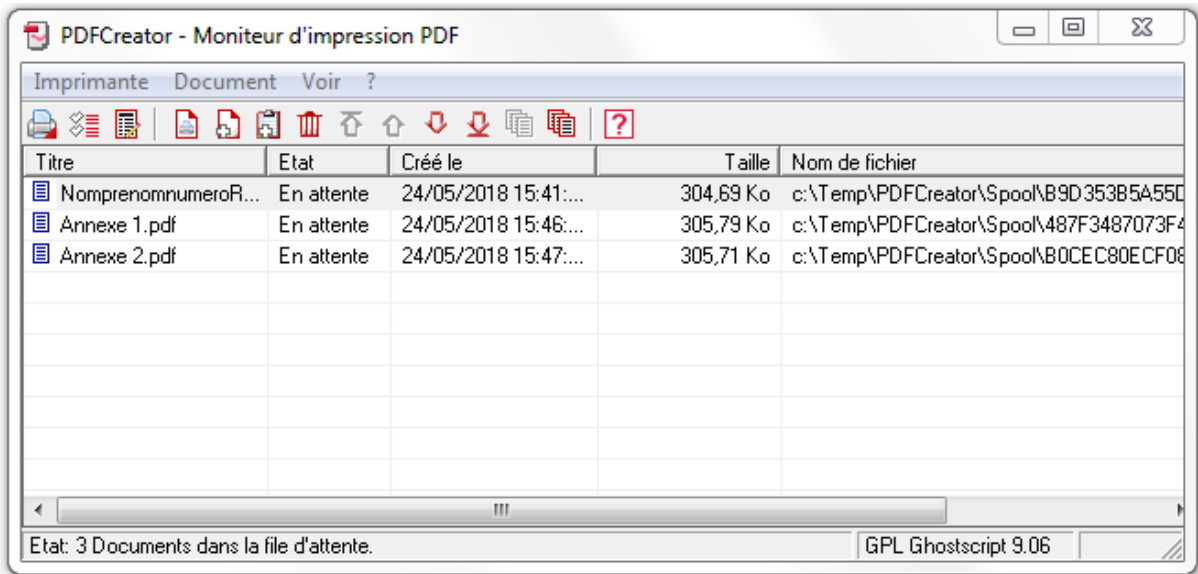 PDFCreator - Moniteur d'impression PDF
Imprimante Document Voir ?
Titre Etat Créé le Taille Nom de fichier
NomprenomnumeroR... En attente 24/05/2018 15:41:... 304,69 Ko c:\Temp\PDFCreator\Spool\B9D353B5A55D
Annexe 1.pdf En attente 24/05/2018 15:46:... 305,79 Ko c:\Temp\PDFCreator\Spool\487F3487073F4
Annexe 2.pdf En attente 24/05/2018 15:47:... 305,71 Ko c:\Temp\PDFCreator\Spool\B0CEC80ECF08
Etat: 3 Documents dans la file d'attente. GPL Ghostscript 9.06